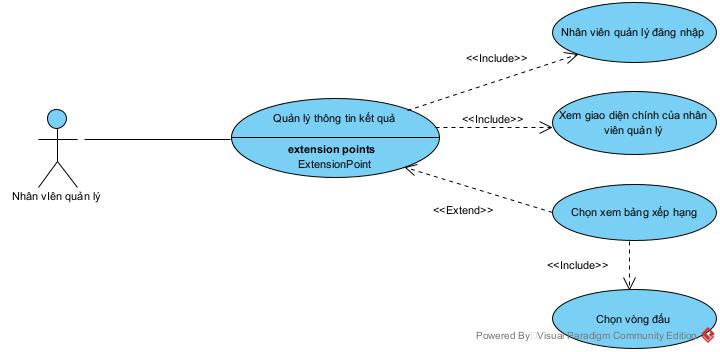 Nhân viên quản lý đăng nhập
<<Include>>
Quản lý thông tin kết quả
<<Include>>
Xem giao diện chính của nhân
viên quản lý
extension points
ExtensionPoint
Nhân vIên quản lý
<<Extend>>
Chọn xem bảng xếp hạng
<<Include>>
Chọn vòng đấu
Powered By Visual Paradigm Community Edition